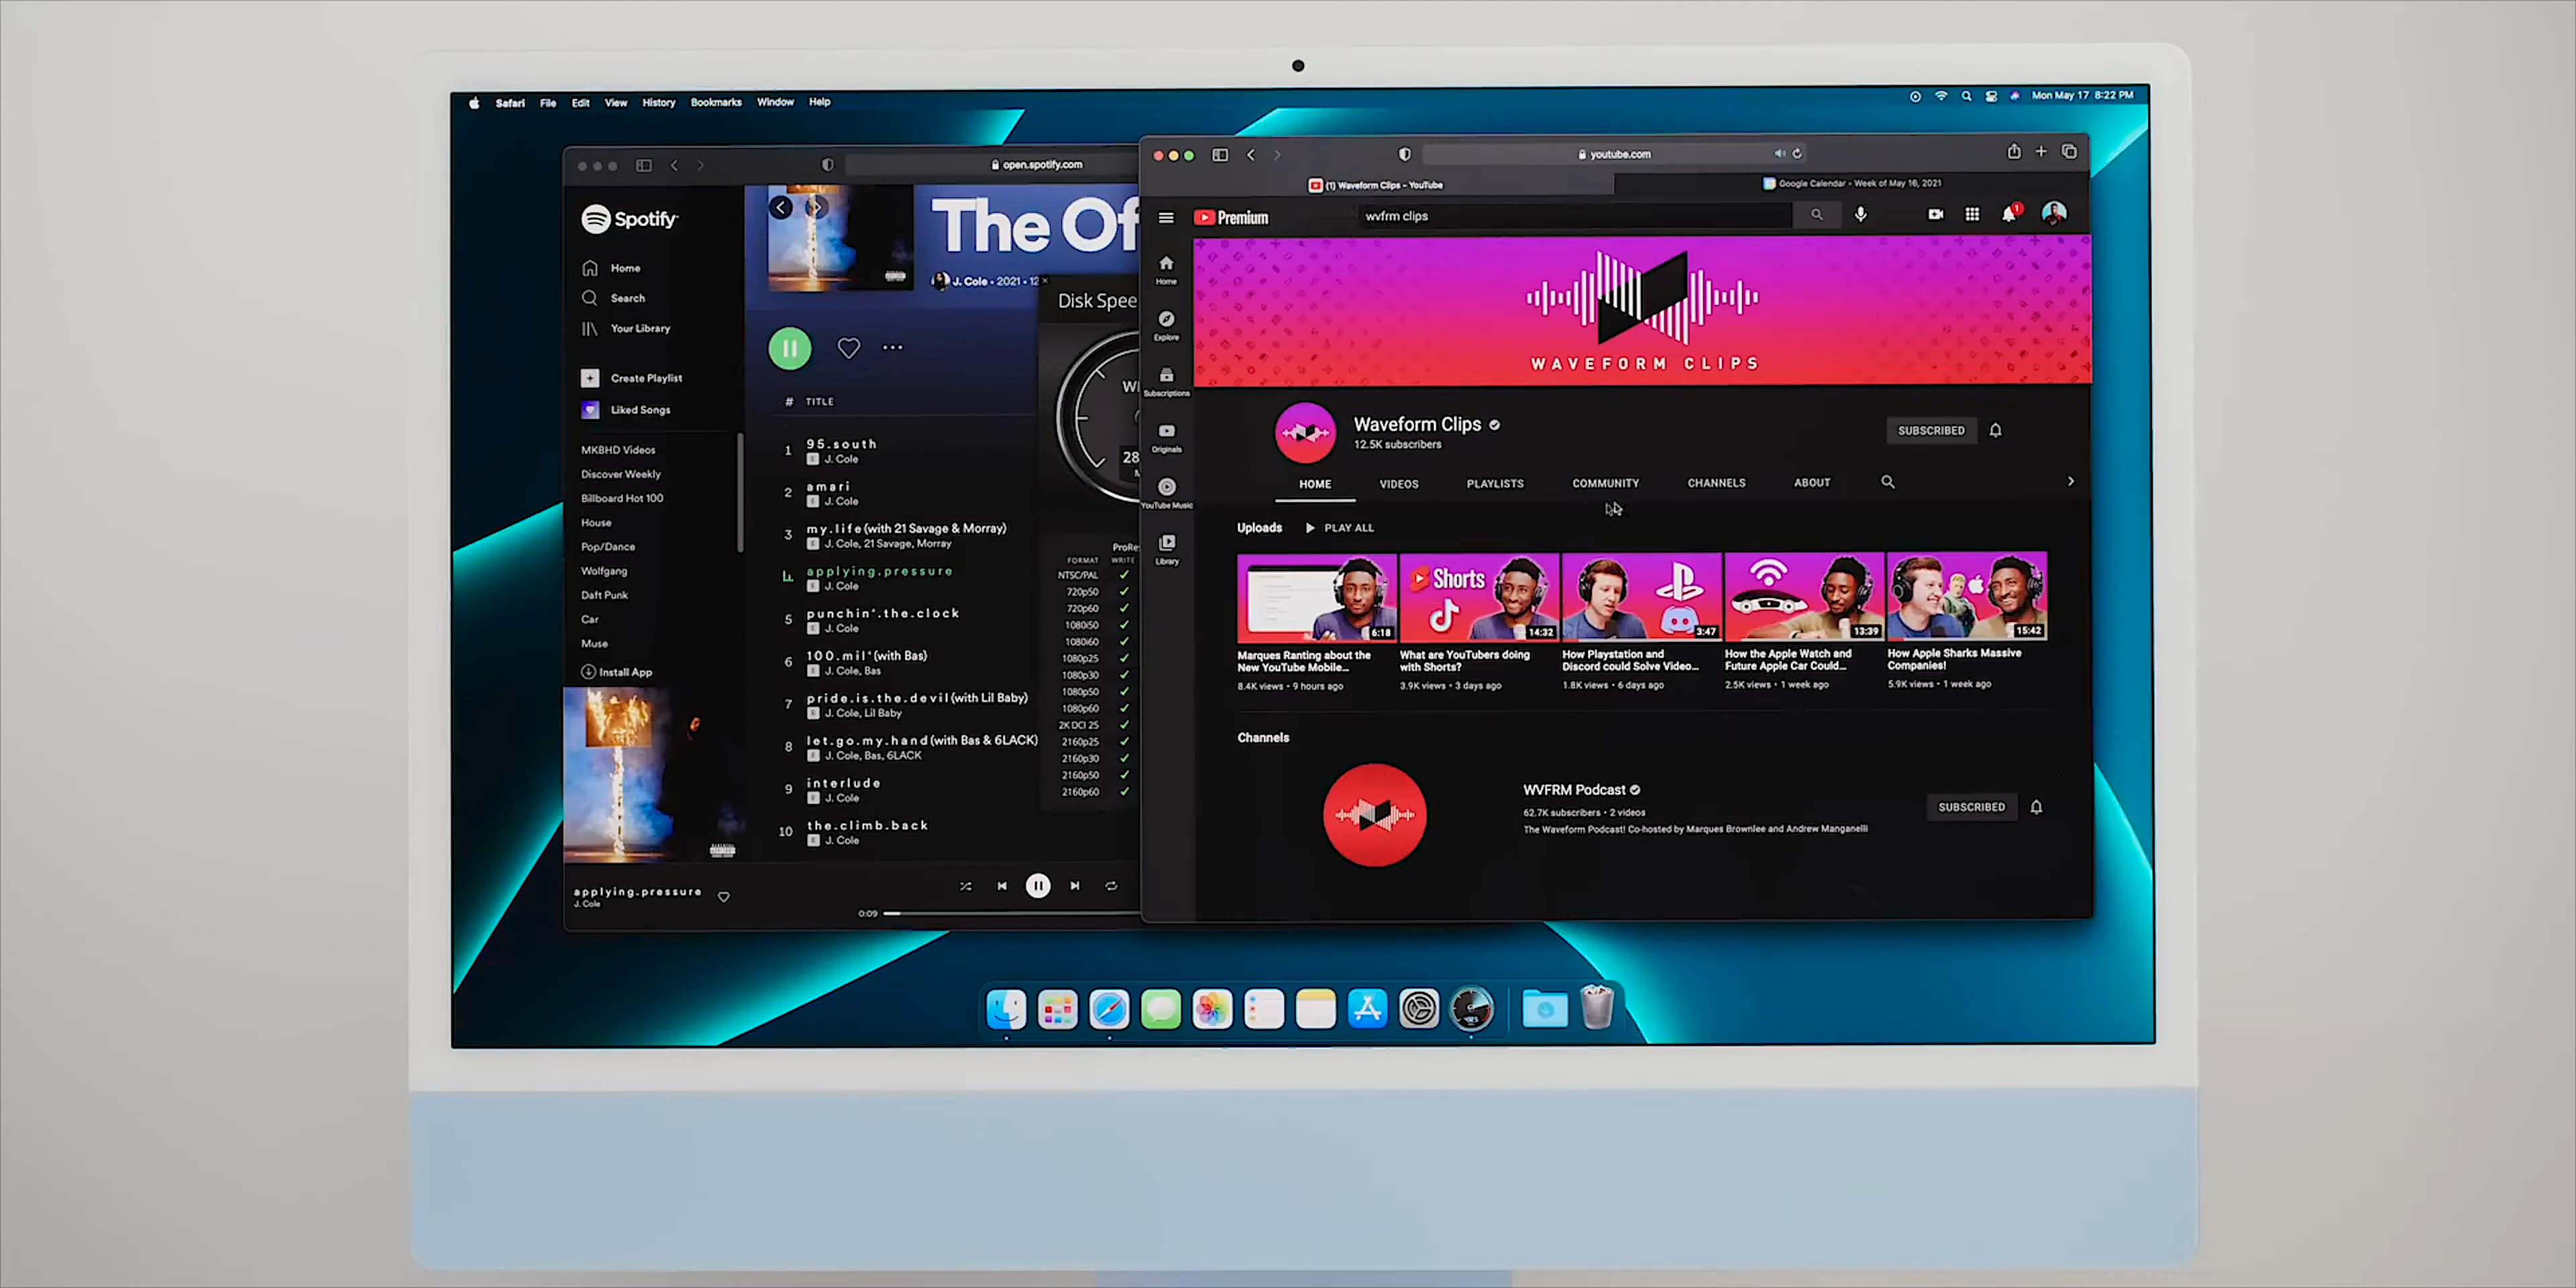 Safari File Edit View History Bookmarks Window Help
Mon May 17 8:22 PM
open.spotify.com
Spotify
Home
Search
Your Library
Create Playlist
Liked Songs
MKBHD Videos
Discover Weekly
Billboard Hot 100
House
Pop/Dance
Wolfgang
Daft Punk
Car
Muse
Install App
applying.pressure
J. Cole
The Of
J. Cole • 2021 • 12
# TITLE
1 95.south
E J. Cole
2 amari
E J. Cole
3 my.life (with 21 Savage & Morray)
E J. Cole, 21 Savage, Morray
applying.pressure
E J. Cole
5 punchin'.the.clock
E J. Cole
6 100.mil' (with Bas)
E J. Cole, Bas
7 pride.is.the.devil (with Lil Baby)
E J. Cole, Lil Baby
8 let.go.my.hand (with Bas & 6LACK)
E J. Cole, Bas, 6LACK
9 interlude
E J. Cole
10 the.climb.back
E J. Cole
0:09
Disk Spee
28
ProRe
FORMAT WRITE
NTSC/PAL
720p50
720p60
1080i50
1080i60
1080p25
1080p30
1080p50
1080p60
2K DCI 25
2160p25
2160p30
2160p50
2160p60
youtube.com
(1) Waveform Clips - YouTube
Google Calendar - Week of May 16, 2021
Premium
wvfrm clips
1
Home
Explore
Subscriptions
Originals
YouTube Music
Library
WAVEFORM CLIPS
Waveform Clips
12.5K subscribers
SUBSCRIBED
HOME VIDEOS PLAYLISTS COMMUNITY CHANNELS ABOUT
Uploads PLAY ALL
6:18
Marques Ranting about the
New YouTube Mobile...
8.4K views • 9 hours ago
Shorts
14:32
What are YouTubers doing
with Shorts?
3.9K views • 3 days ago
3:47
How Playstation and
Discord could Solve Video...
1.8K views • 6 days ago
13:39
How the Apple Watch and
Future Apple Car Could...
2.5K views • 1 week ago
15:42
How Apple Sharks Massive
Companies!
5.9K views • 1 week ago
Channels
WVFRM Podcast
62.7K subscribers • 2 videos
The Waveform Podcast! Co-hosted by Marques Brownlee and Andrew Manganelli
SUBSCRIBED